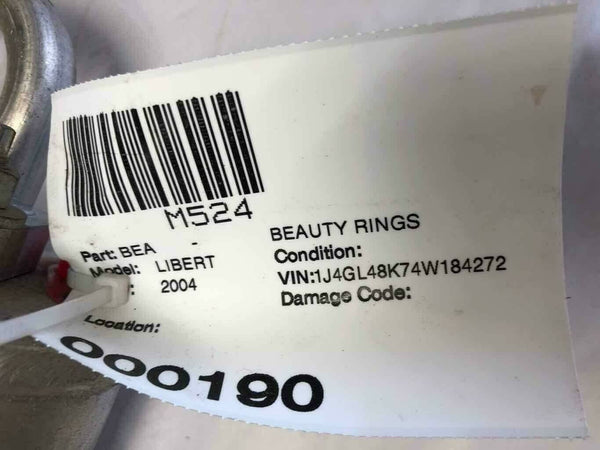 M524
Part: BEA
BEAUTY RINGS
Model: LIBERT
Condition:
2004
VIN:1J4GL48K74W184272
Damage Code:
Location:
000190